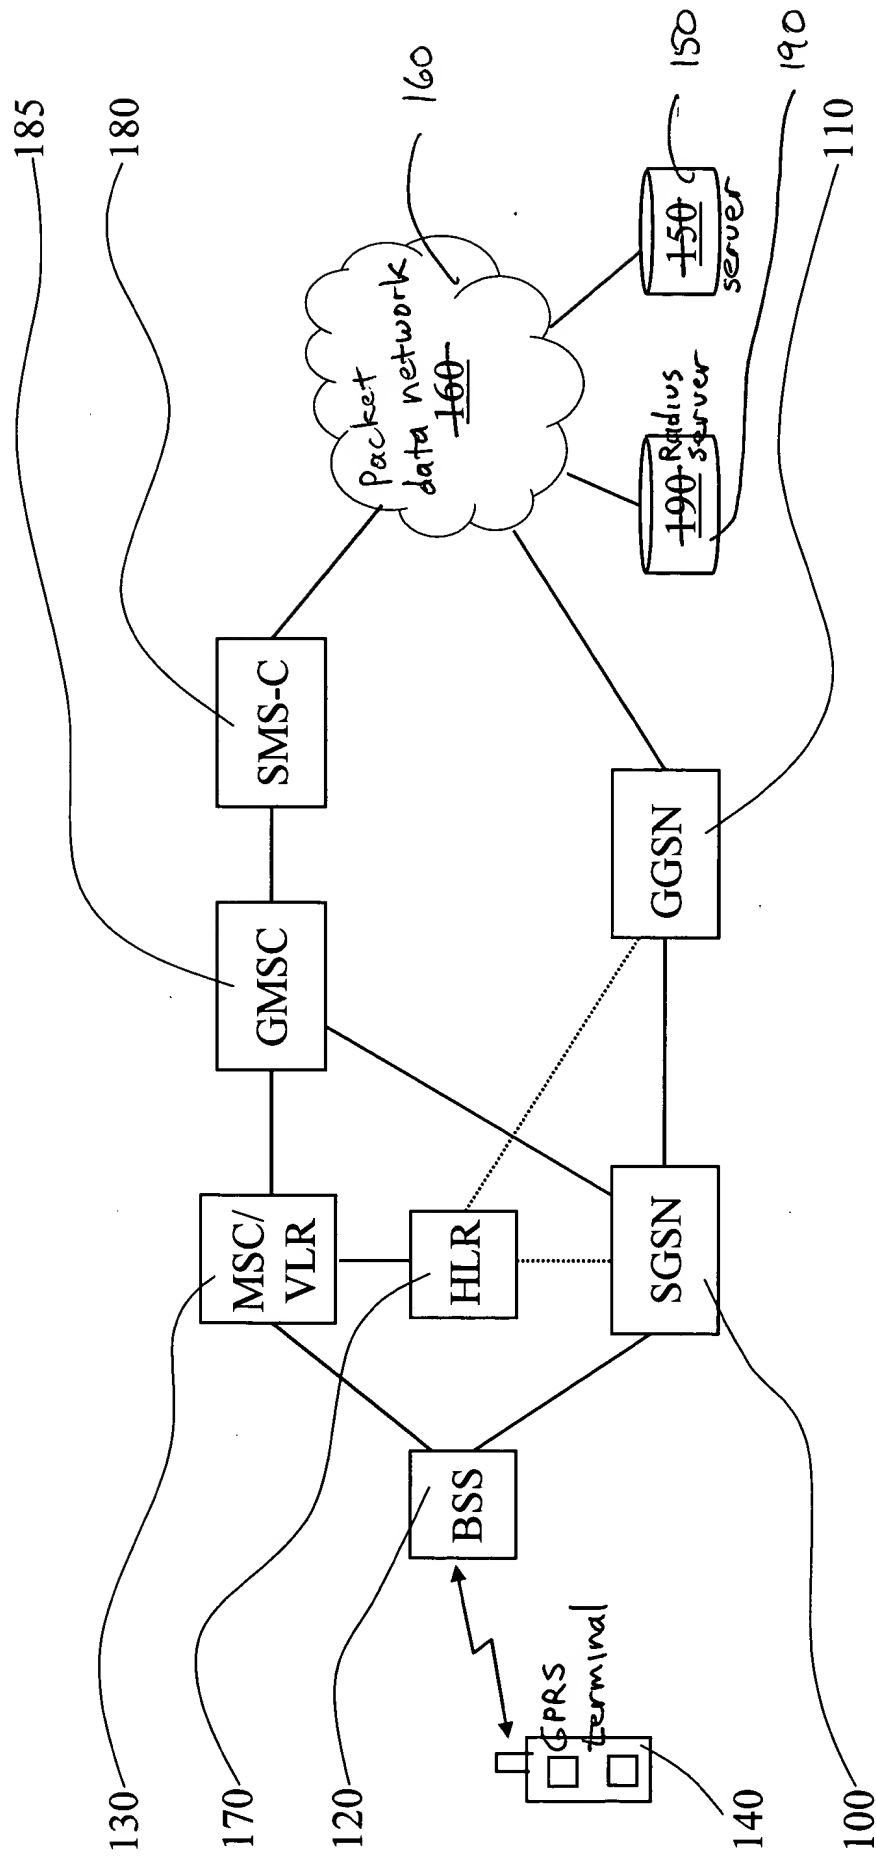 185
180
160
150
190
110
Packet
data network
160
150
server
190 Radius
server
SMS-C
GMSC
GGSN
MSC/
VLR
HLR
SGSN
BSS
GPRS
terminal
130
170
120
140
100